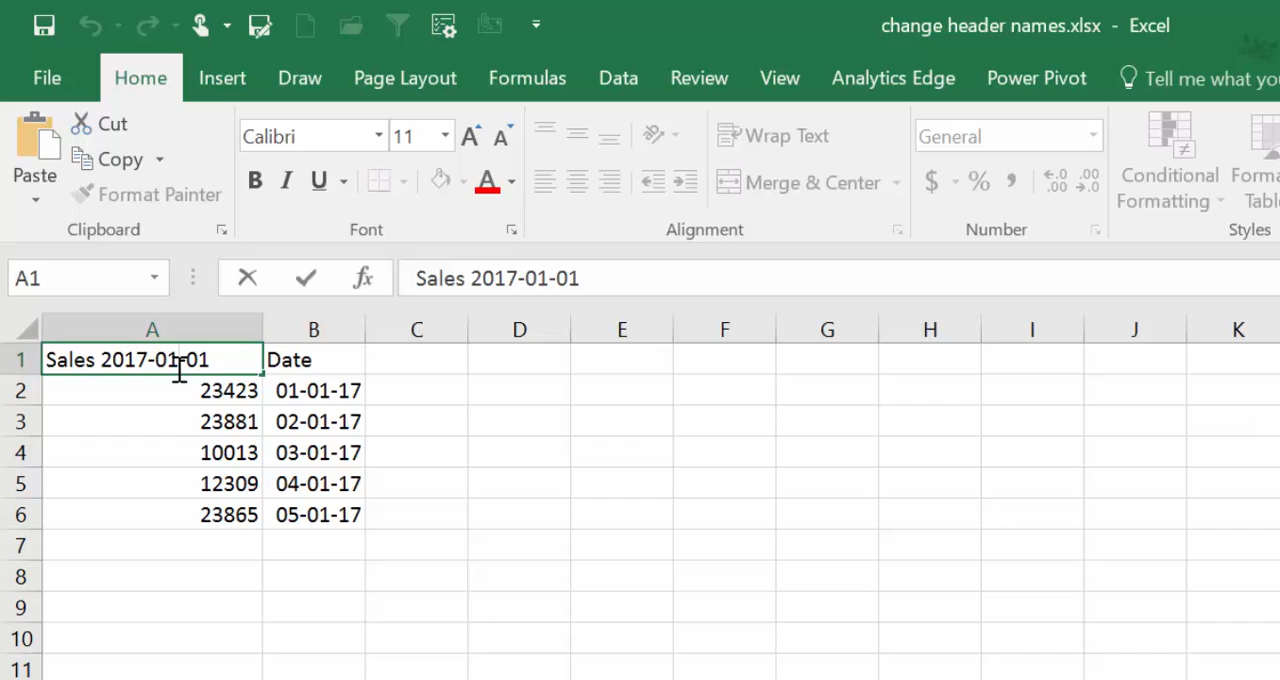 change header names.xlsx - Excel
File Home Insert Draw Page Layout Formulas Data Review View Analytics Edge Power Pivot Tell me what you
Paste Cut Copy Format Painter
Calibri 11
B I U A
Wrap Text
Merge & Center
General
$ % ,
Conditional Formatting
Clipboard Font Alignment Number Styles
A1 fx Sales 2017-01-01
A B C D E F G H I J K
1 Sales 2017-01-01 Date
2 23423 01-01-17
3 23881 02-01-17
4 10013 03-01-17
5 12309 04-01-17
6 23865 05-01-17
7
8
9
10
11